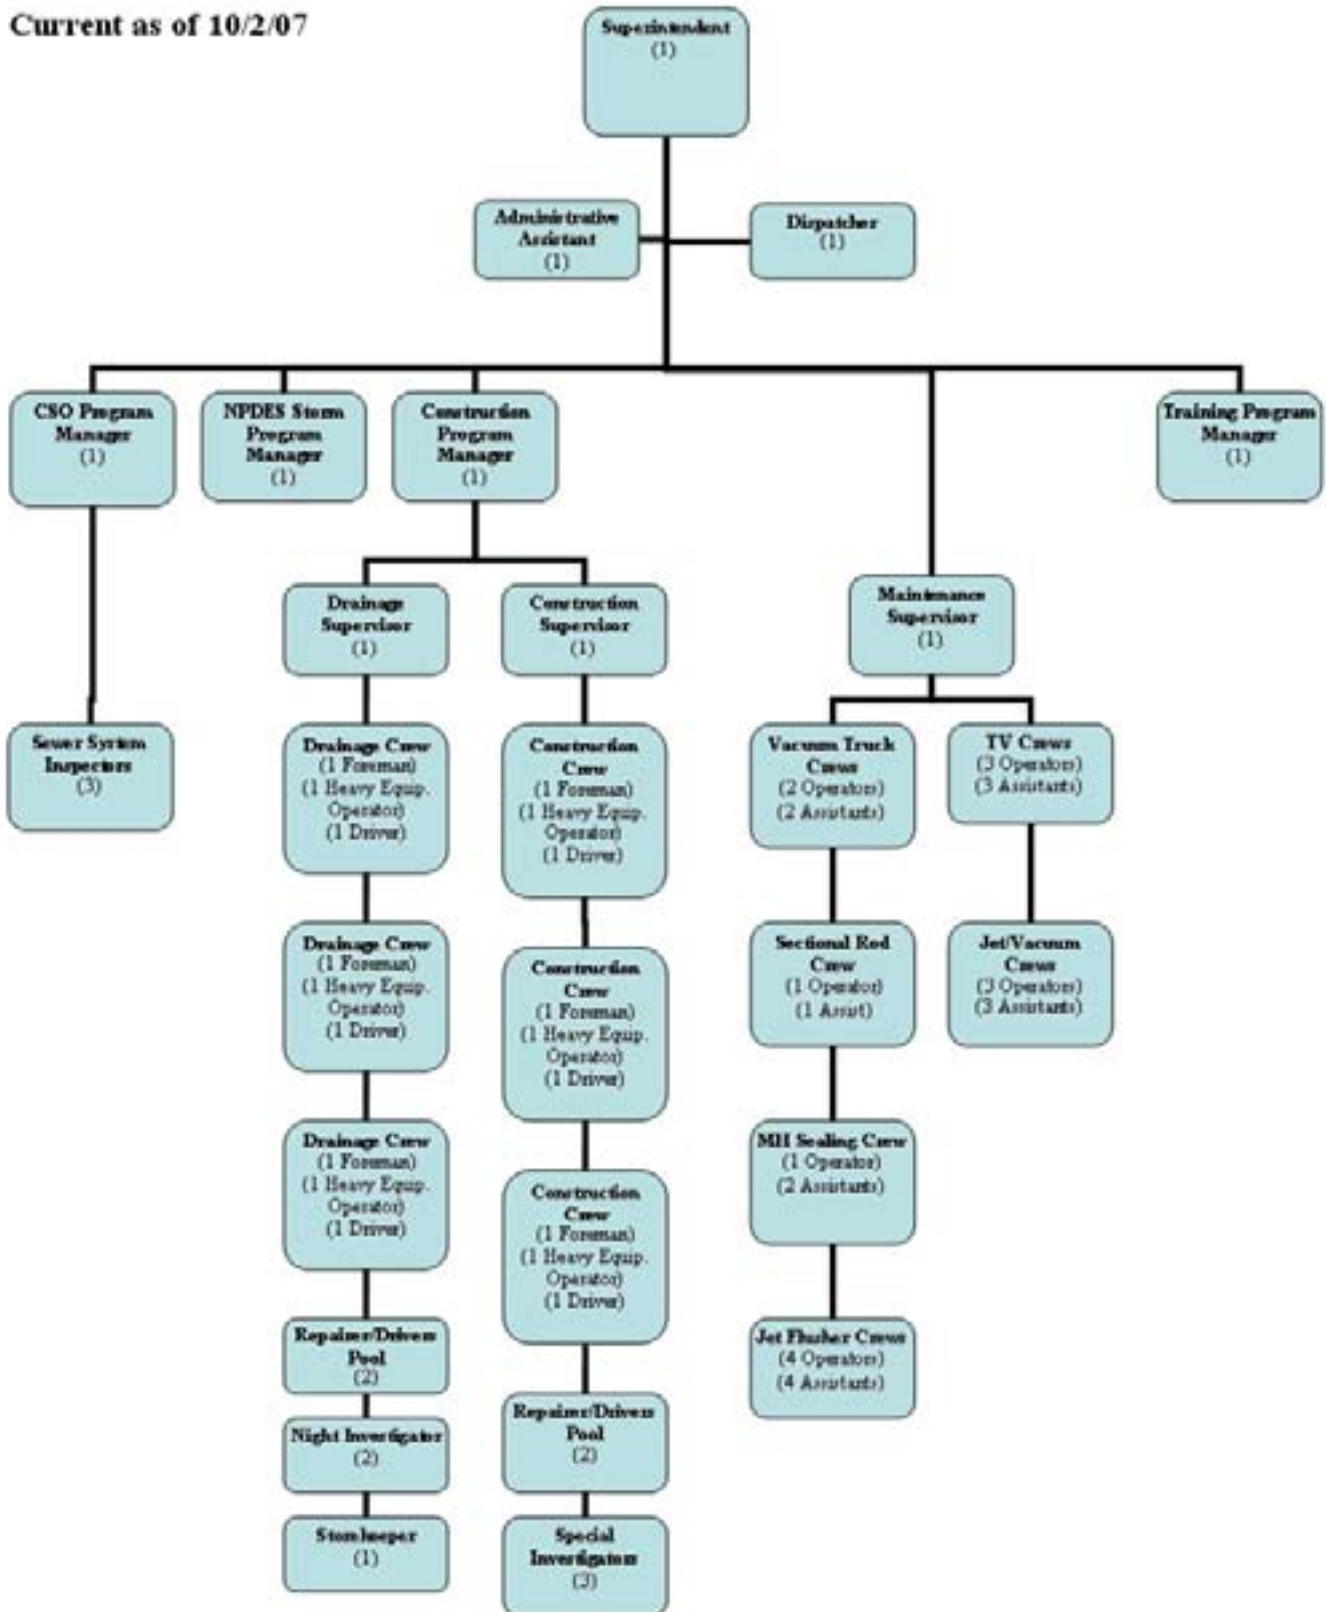 Current as of 10/2/07
Superintendent
(1)
Administrative
Assistant
(1)
Dispatcher
(1)
CSO Program
Manager
(1)
NPDES Storm
Program
Manager
(1)
Construction
Program
Manager
(1)
Training Program
Manager
(1)
Drainage
Supervisor
(1)
Construction
Supervisor
(1)
Maintenance
Supervisor
(1)
Sewer System
Inspectors
(3)
Drainage Crew
(1 Foreman)
(1 Heavy Equip.
Operator)
(1 Driver)
Construction
Crew
(1 Foreman)
(1 Heavy Equip.
Operator)
(1 Driver)
Vacuum Truck
Crews
(2 Operators)
(2 Assistants)
TV Crews
(3 Operators)
(3 Assistants)
Drainage Crew
(1 Foreman)
(1 Heavy Equip.
Operator)
(1 Driver)
Construction
Crew
(1 Foreman)
(1 Heavy Equip.
Operator)
(1 Driver)
Sectional Rod
Crew
(1 Operator)
(1 Assist)
Jet/Vacuum
Crews
(3 Operators)
(3 Assistants)
Drainage Crew
(1 Foreman)
(1 Heavy Equip.
Operator)
(1 Driver)
Construction
Crew
(1 Foreman)
(1 Heavy Equip.
Operator)
(1 Driver)
MH Sealing Crew
(1 Operator)
(2 Assistants)
Repairer/Drivers
Pool
(2)
Jet Flusher Crews
(4 Operators)
(4 Assistants)
Repairer/Drivers
Pool
(2)
Night Investigator
(2)
Storekeeper
(1)
Special
Investigators
(3)